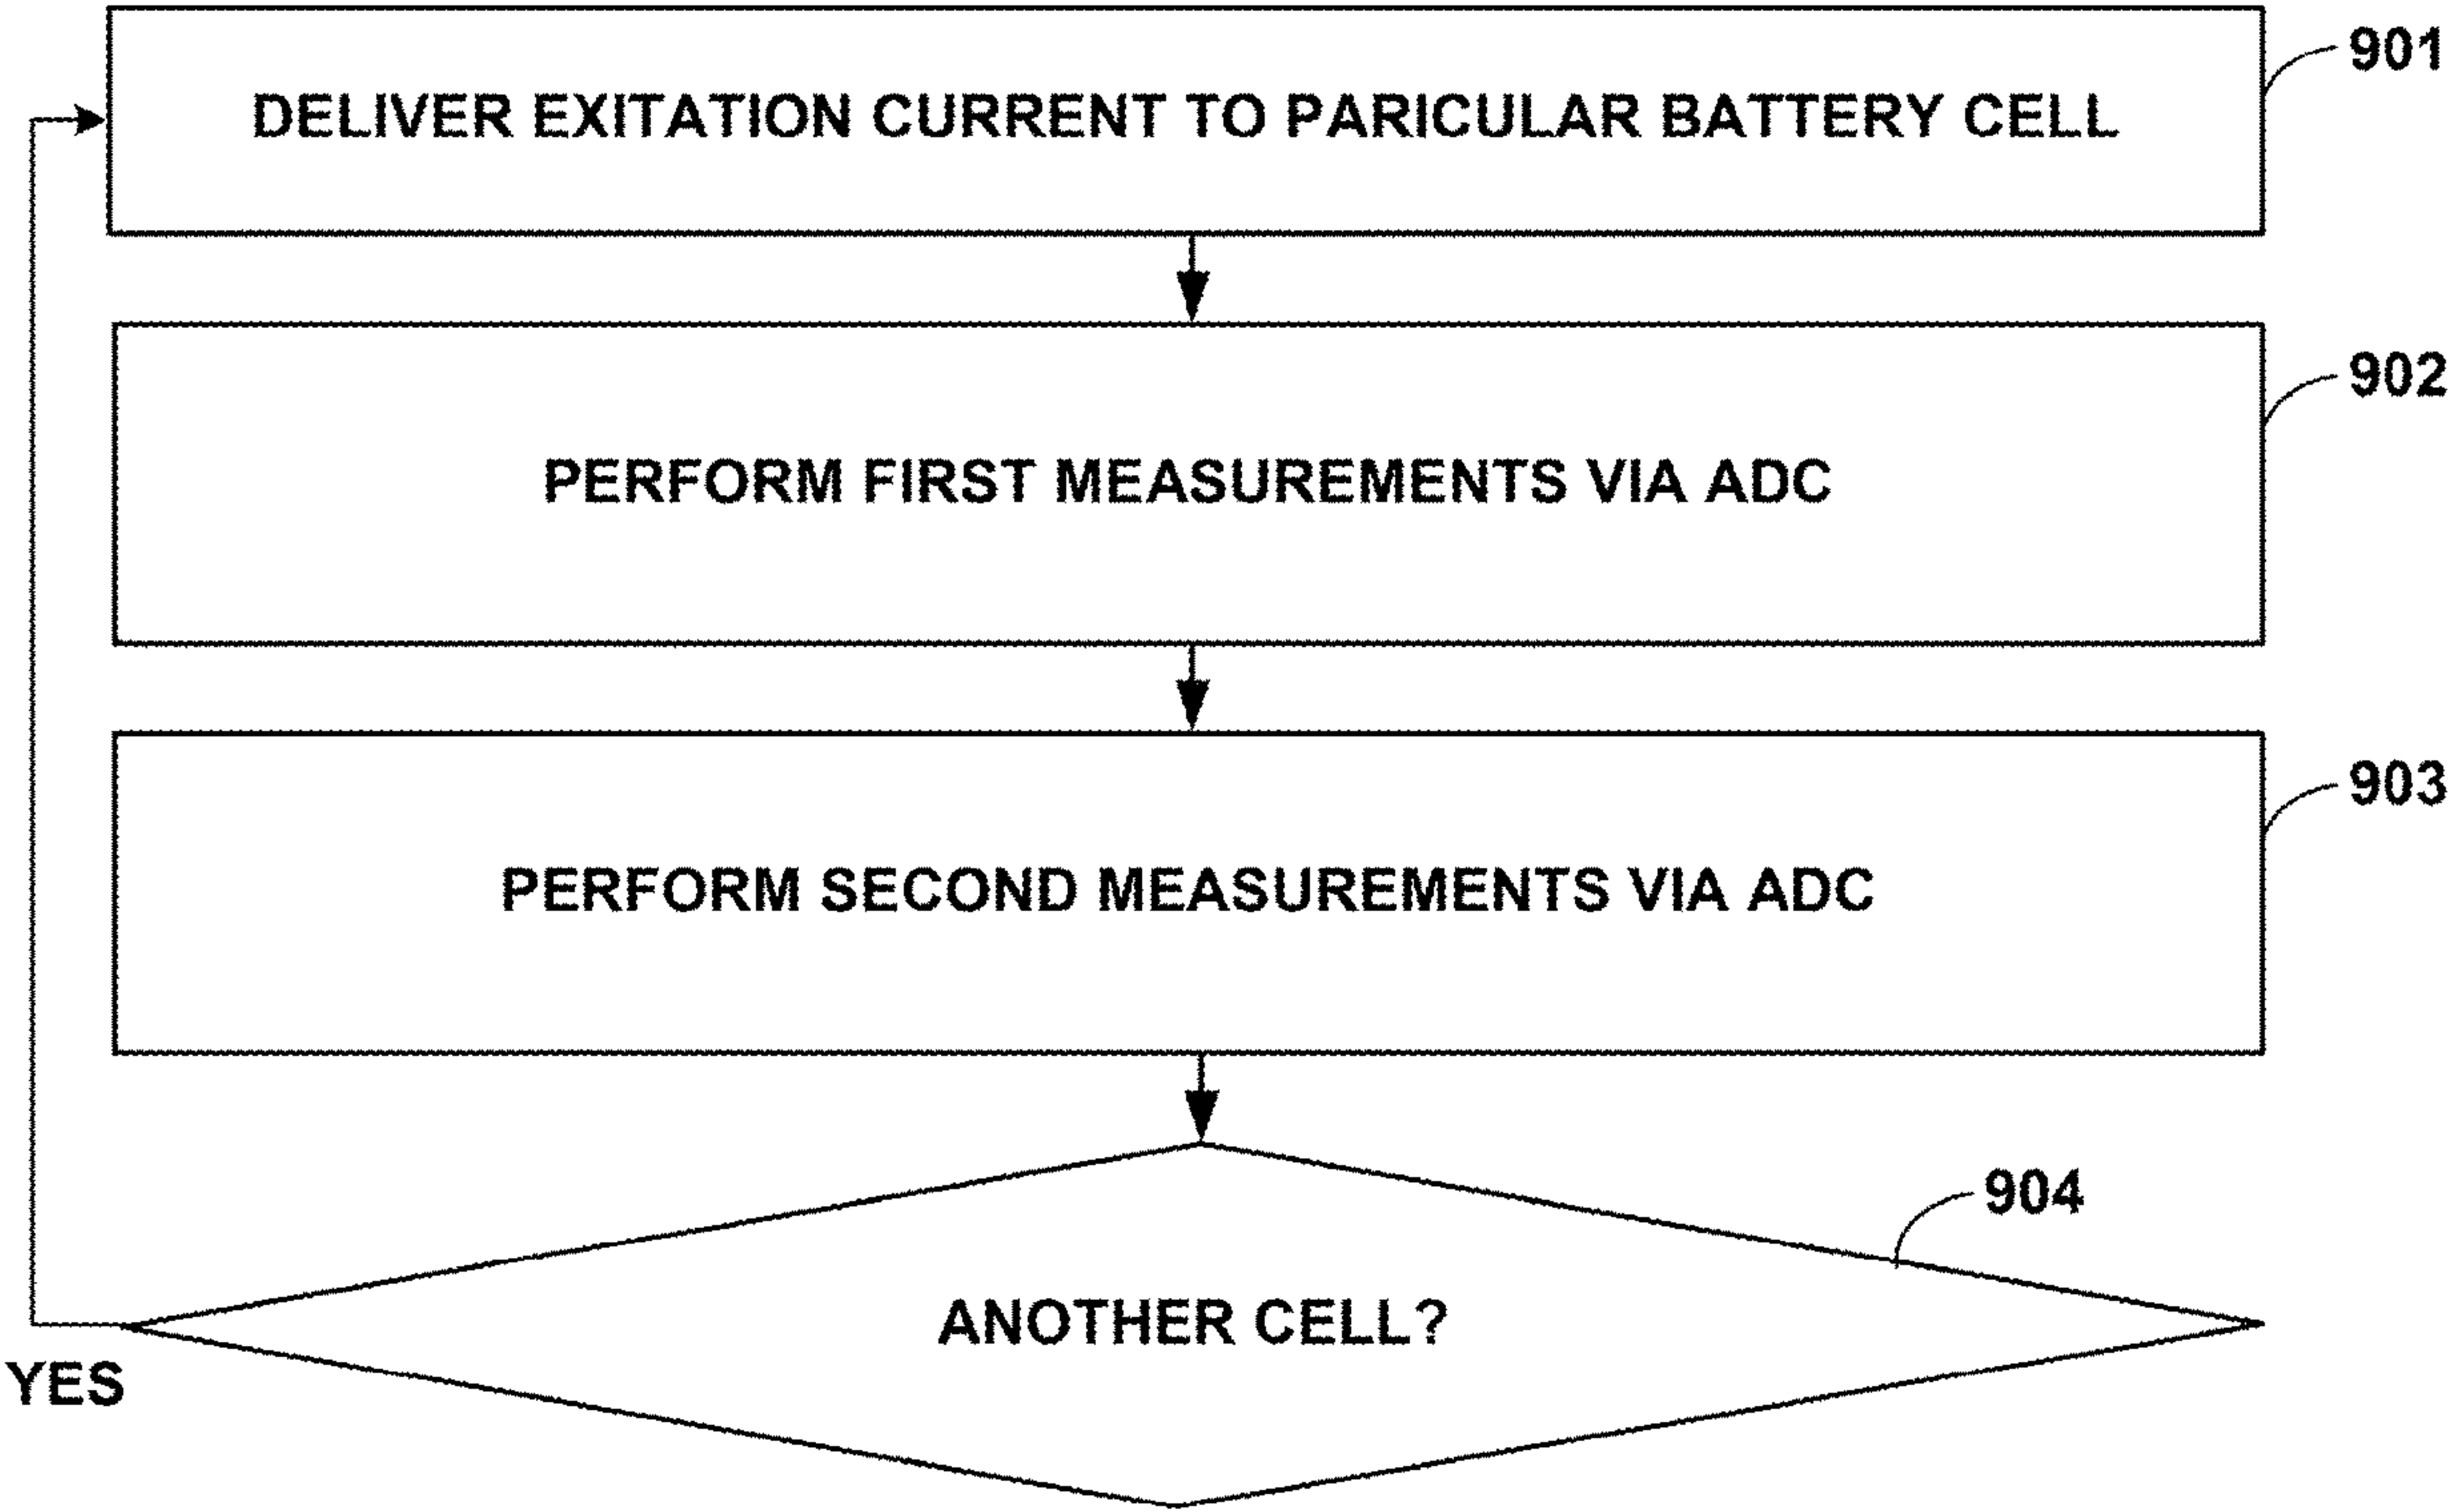 901
DELIVER EXITATION CURRENT TO PARICULAR BATTERY CELL
902
PERFORM FIRST MEASUREMENTS VIA ADC
903
PERFORM SECOND MEASUREMENTS VIA ADC
904
ANOTHER CELL?
YES